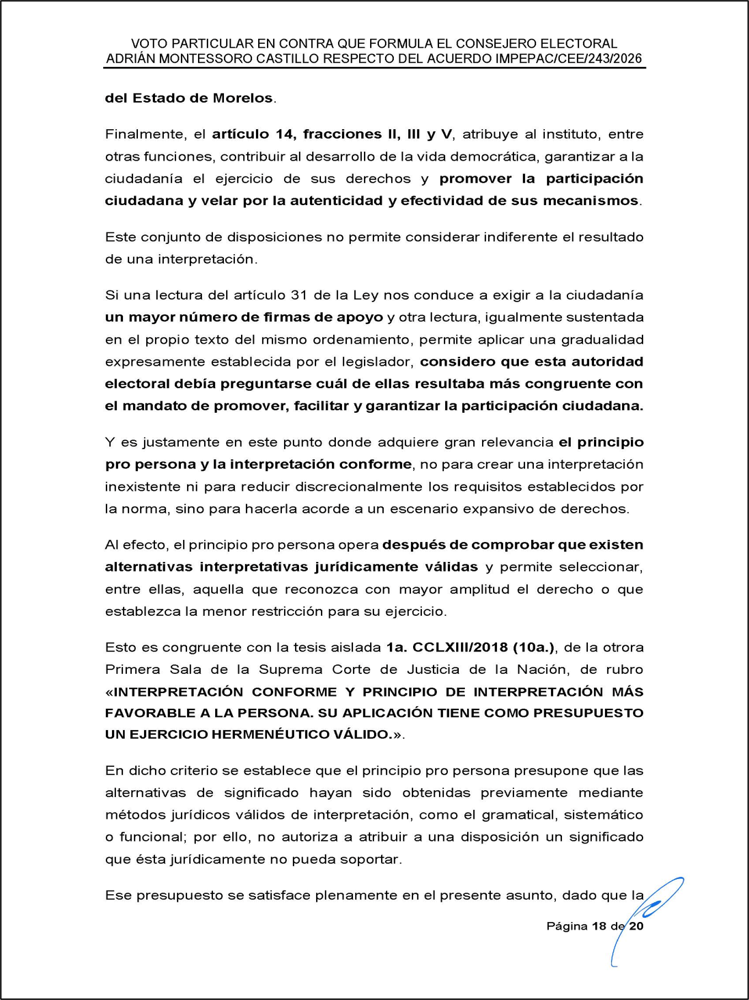 VOTO PARTICULAR EN CONTRA QUE FORMULA EL CONSEJERO ELECTORAL
ADRIÁN MONTESSORO CASTILLO RESPECTO DEL ACUERDO IMPEPAC/CEE/243/2026
del Estado de Morelos.
Finalmente, el artículo 14, fracciones II, III y V, atribuye al instituto, entre
otras funciones, contribuir al desarrollo de la vida democrática, garantizar a la
ciudadanía el ejercicio de sus derechos y promover la participación
ciudadana y velar por la autenticidad y efectividad de sus mecanismos.
Este conjunto de disposiciones no permite considerar indiferente el resultado
de una interpretación.
Si una lectura del artículo 31 de la Ley nos conduce a exigir a la ciudadanía
un mayor número de firmas de apoyo y otra lectura, igualmente sustentada
en el propio texto del mismo ordenamiento, permite aplicar una gradualidad
expresamente establecida por el legislador, considero que esta autoridad
electoral debía preguntarse cuál de ellas resultaba más congruente con
el mandato de promover, facilitar y garantizar la participación ciudadana.
Y es justamente en este punto donde adquiere gran relevancia el principio
pro persona y la interpretación conforme, no para crear una interpretación
inexistente ni para reducir discrecionalmente los requisitos establecidos por
la norma, sino para hacerla acorde a un escenario expansivo de derechos.
Al efecto, el principio pro persona opera después de comprobar que existen
alternativas interpretativas jurídicamente válidas y permite seleccionar,
entre ellas, aquella que reconozca con mayor amplitud el derecho o que
establezca la menor restricción para su ejercicio.
Esto es congruente con la tesis aislada 1a. CCLXIII/2018 (10a.), de la otrora
Primera Sala de la Suprema Corte de Justicia de la Nación, de rubro
«INTERPRETACIÓN CONFORME Y PRINCIPIO DE INTERPRETACIÓN MÁS
FAVORABLE A LA PERSONA. SU APLICACIÓN TIENE COMO PRESUPUESTO
UN EJERCICIO HERMENÉUTICO VÁLIDO.».
En dicho criterio se establece que el principio pro persona presupone que las
alternativas de significado hayan sido obtenidas previamente mediante
métodos jurídicos válidos de interpretación, como el gramatical, sistemático
o funcional; por ello, no autoriza a atribuir a una disposición un significado
que ésta jurídicamente no pueda soportar.
Ese presupuesto se satisface plenamente en el presente asunto, dado que la
Página 18 de 20